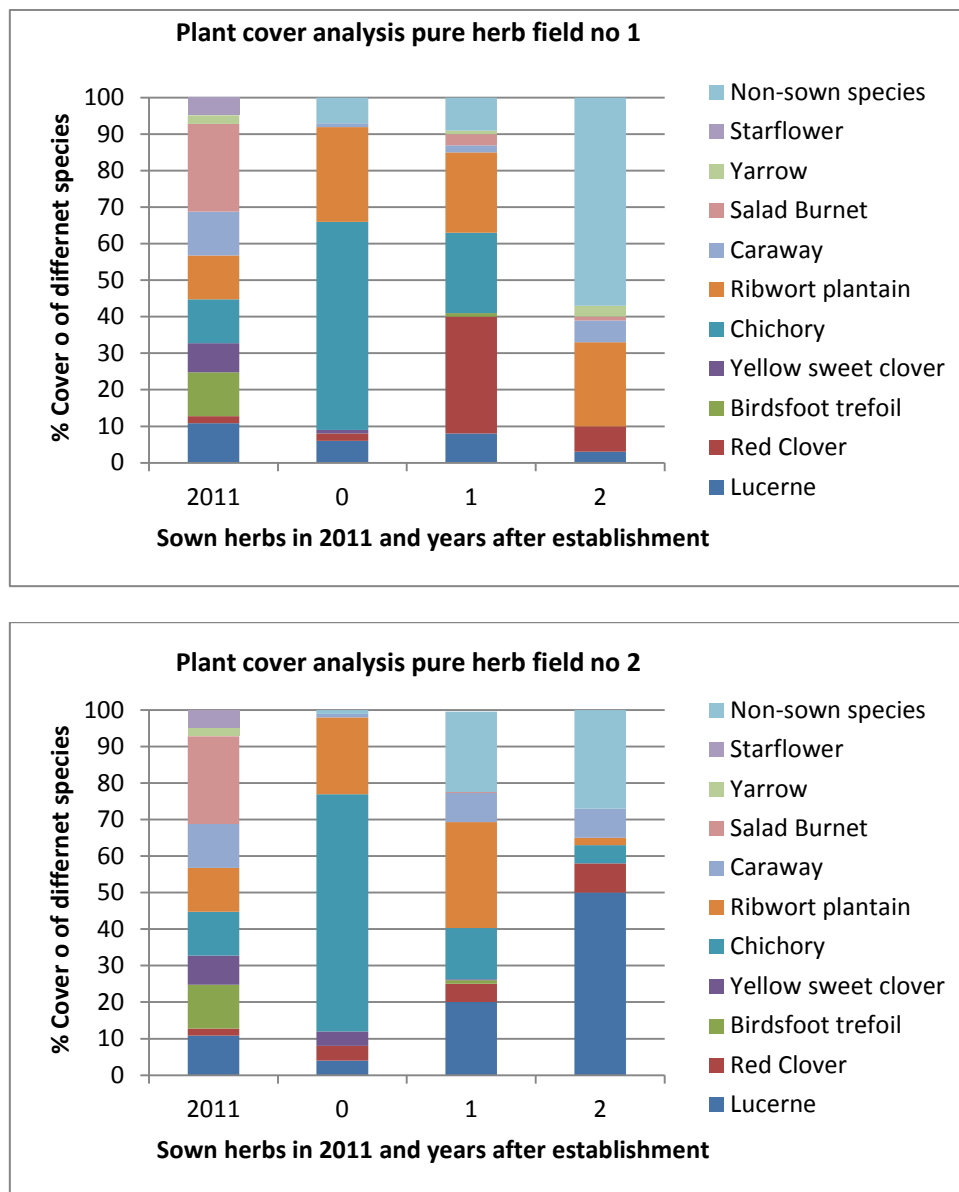 Plant cover analysis pure herb field no 1
% Cover o of differnet species
100
90
80
70
60
50
40
30
20
10
0
2011
0
1
2
Sown herbs in 2011 and years after establishment
Non-sown species
Starflower
Yarrow
Salad Burnet
Caraway
Ribwort plantain
Chichory
Yellow sweet clover
Birdsfoot trefoil
Red Clover
Lucerne
Plant cover analysis pure herb field no 2
% Cover o of differnet species
100
90
80
70
60
50
40
30
20
10
0
2011
0
1
2
Sown herbs in 2011 and years after establishment
Non-sown species
Starflower
Yarrow
Salad Burnet
Caraway
Ribwort plantain
Chichory
Yellow sweet clover
Birdsfoot trefoil
Red Clover
Lucerne